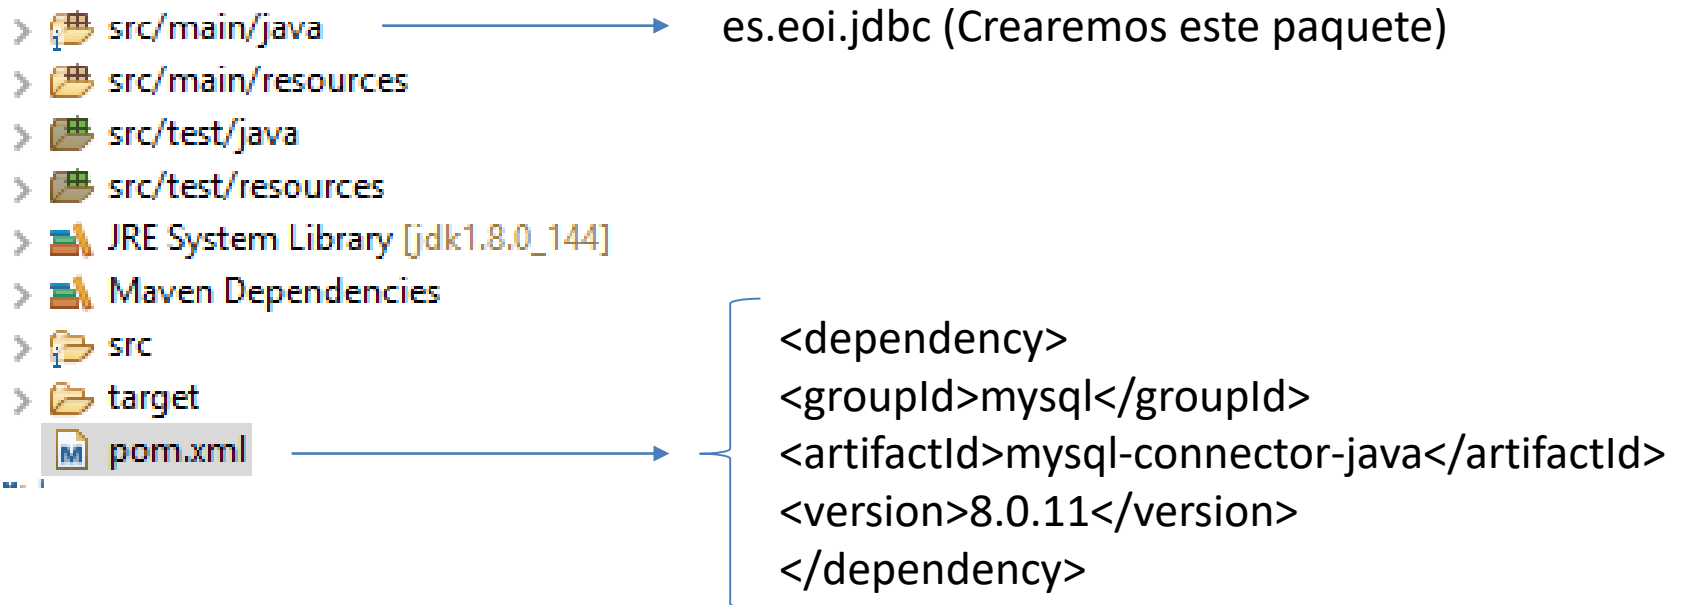 src/main/java
es.eoi.jdbc (Crearemos este paquete)
src/main/resources
src/test/java
src/test/resources
JRE System Library [jdk1.8.0_144]
Maven Dependencies
src
target
pom.xml
<dependency>
<groupId>mysql</groupId>
<artifactId>mysql-connector-java</artifactId>
<version>8.0.11</version>
</dependency>